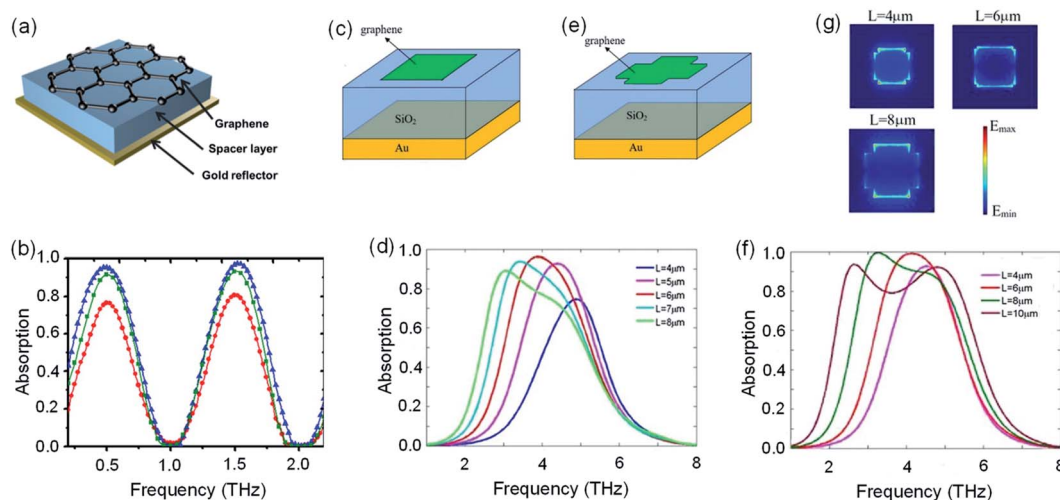 (a)
Graphene
Spacer layer
Gold reflector
(c)
graphene
SiO₂
Au
(e)
graphene
SiO₂
Au
(g)
L=4μm
L=6μm
L=8μm
Emax
Emin
(b)
Absorption
1.0
0.8
0.6
0.4
0.2
0.0
0.5
1.0
1.5
2.0
Frequency (THz)
(d)
Absorption
1.0
0.8
0.6
0.4
0.2
0.0
L=4μm
L=5μm
L=6μm
L=7μm
L=8μm
2
4
6
8
Frequency (THz)
(f)
Absorption
1.0
0.8
0.6
0.4
0.2
0.0
L=4μm
L=6μm
L=8μm
L=10μm
2
4
6
8
Frequency (THz)